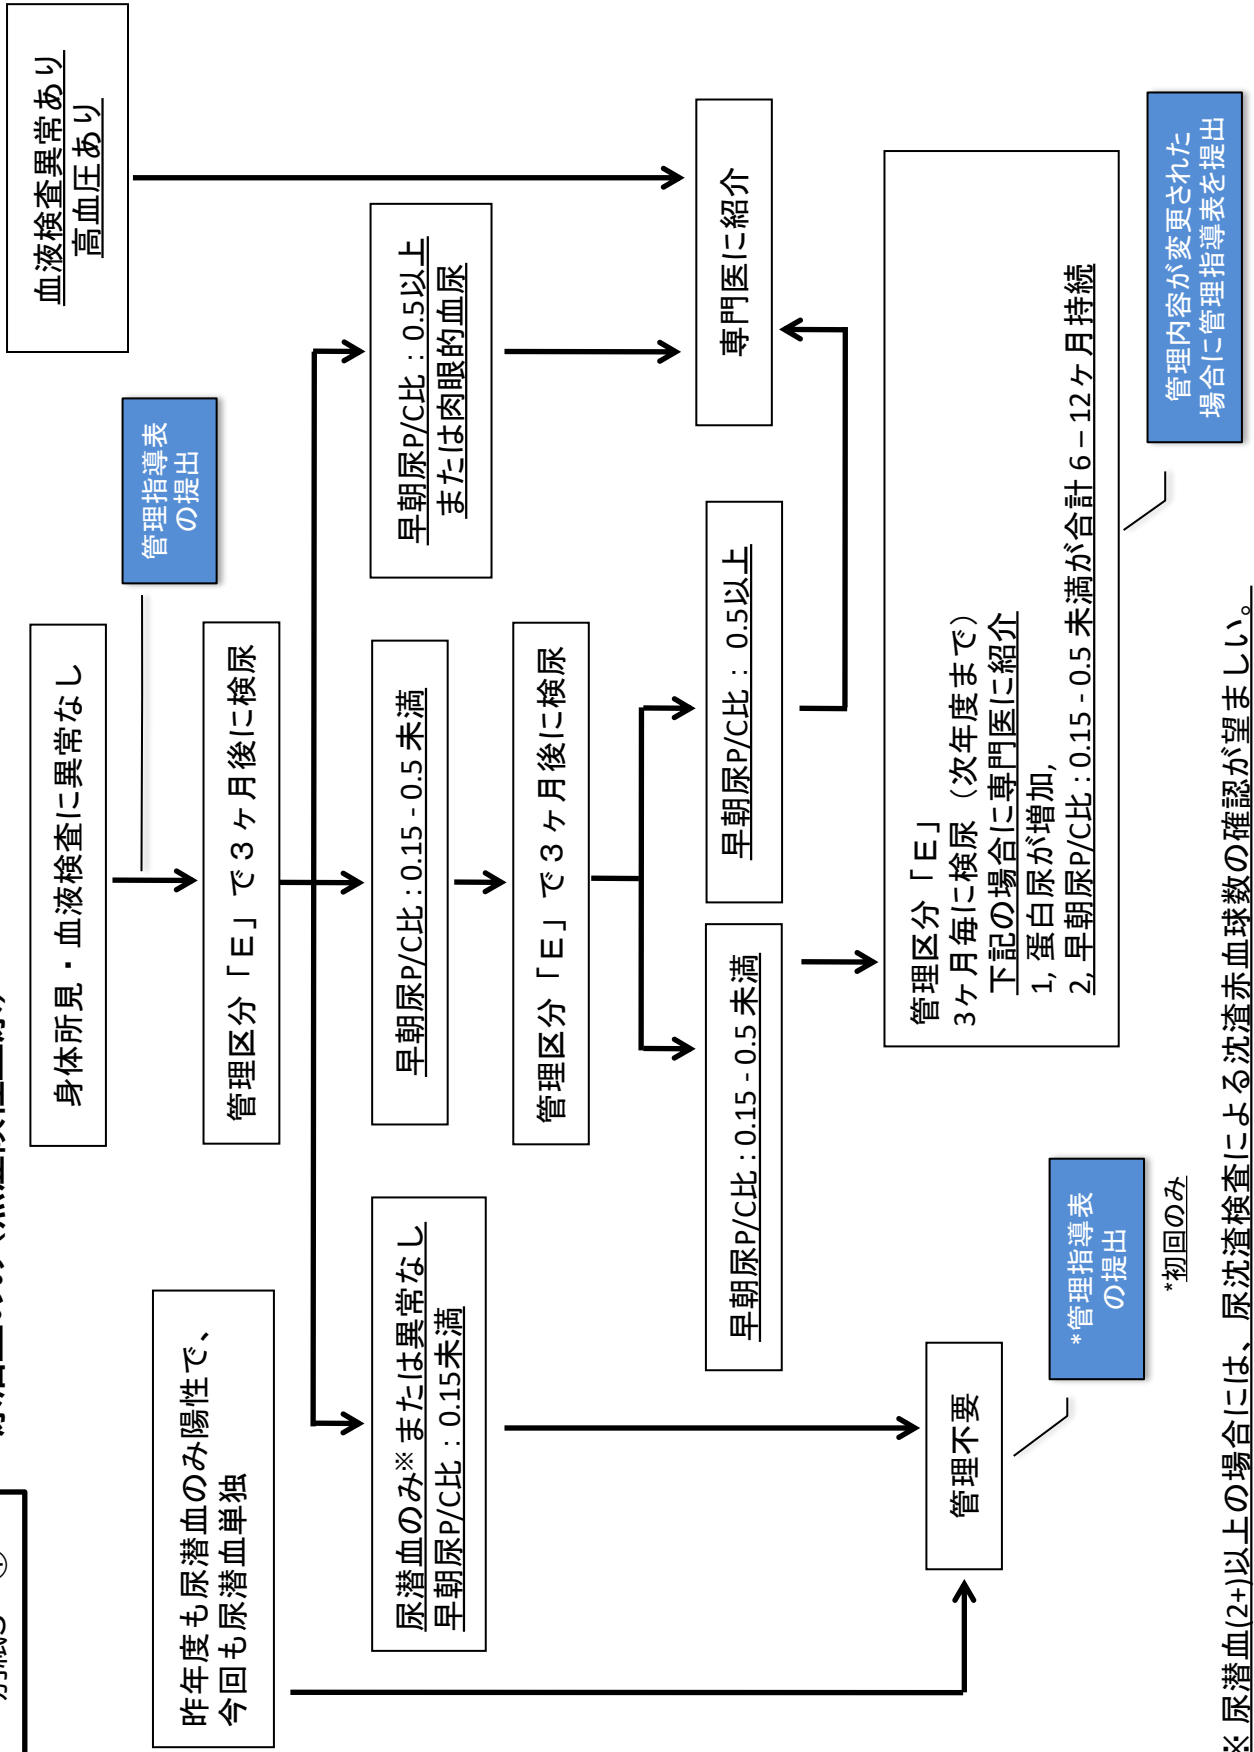 昨年度も尿潜血のみ陽性で、
今回も尿潜血単独
身体所見・血液検査に異常なし
血液検査異常あり
高血圧あり
管理指導表
の提出
管理区分「E」で3ヶ月後に検尿
尿潜血のみ※または異常なし
早朝尿P/C比：0.15未満
早朝尿P/C比：0.15 - 0.5 未満
早朝尿P/C比：0.5以上
または肉眼的血尿
管理区分「E」で3ヶ月後に検尿
早朝尿P/C比：0.15 - 0.5 未満
早朝尿P/C比： 0.5以上
専門医に紹介
管理不要
管理区分「E」
3ヶ月毎に検尿（次年度まで）
下記の場合に専門医に紹介
1, 蛋白尿が増加,
2, 早朝尿P/C比：0.15 - 0.5 未満が合計６－12ヶ月持続
*管理指導表
の提出
*初回のみ
管理内容が変更された
場合に管理指導表を提出
※ 尿潜血(2+)以上の場合には、尿沈渣検査による沈渣赤血球数の確認が望ましい。